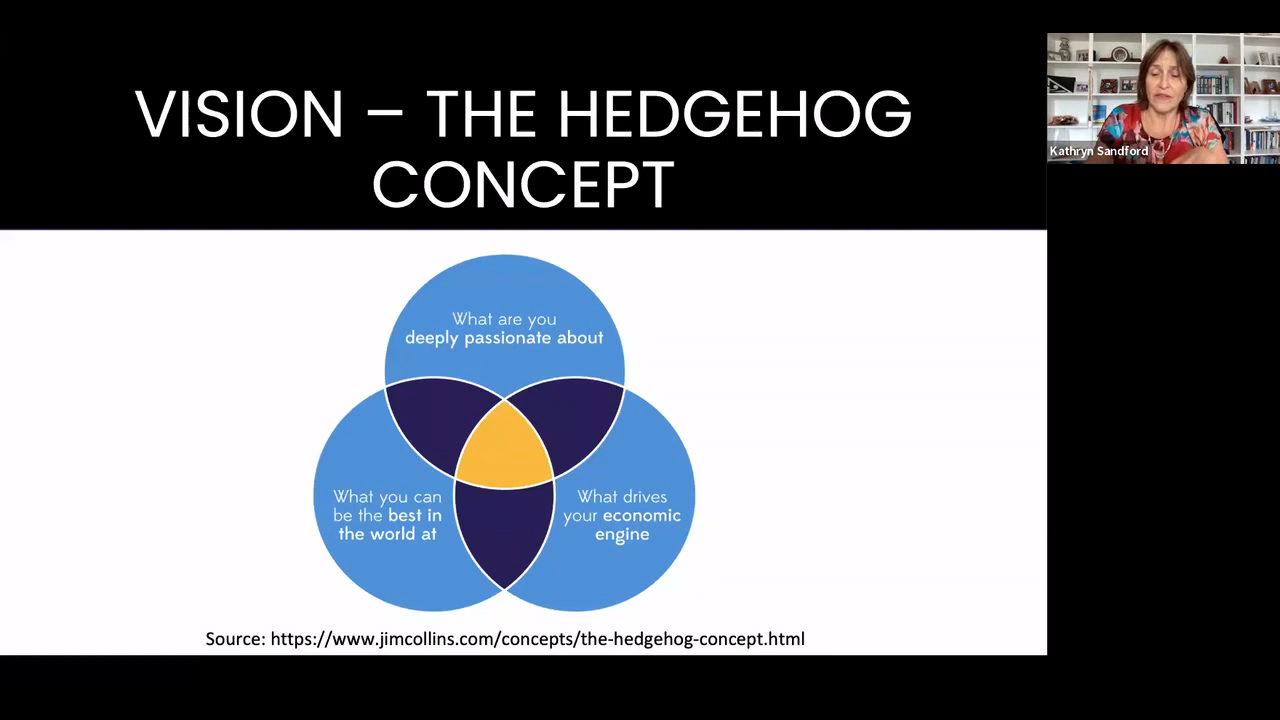 VISION – THE HEDGEHOG
CONCEPT
Kathryn Sandford
What are you
deeply passionate about
What you can
be the best in
the world at
What drives
your economic
engine
Source: https://www.jimcollins.com/concepts/the-hedgehog-concept.html